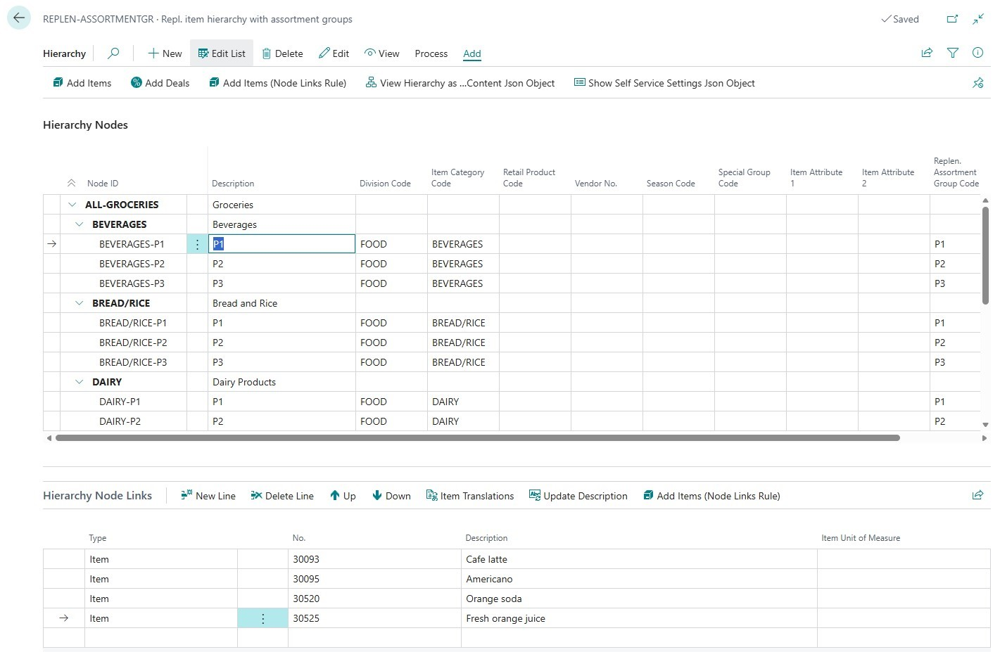 REPLEN-ASSORTMENTGR · Repl. item hierarchy with assortment groups
Saved
Hierarchy New Edit List Delete Edit View Process Add
Add Items Add Deals Add Items (Node Links Rule) View Hierarchy as ...Content Json Object Show Self Service Settings Json Object
Hierarchy Nodes
Node ID Description Division Code Item Category Code Retail Product Code Vendor No. Season Code Special Group Code Item Attribute 1 Item Attribute 2 Replen. Assortment Group Code
ALL-GROCERIES Groceries
BEVERAGES Beverages
BEVERAGES-P1 P1 FOOD BEVERAGES P1
BEVERAGES-P2 P2 FOOD BEVERAGES P2
BEVERAGES-P3 P3 FOOD BEVERAGES P3
BREAD/RICE Bread and Rice
BREAD/RICE-P1 P1 FOOD BREAD/RICE P1
BREAD/RICE-P2 P2 FOOD BREAD/RICE P2
BREAD/RICE-P3 P3 FOOD BREAD/RICE P3
DAIRY Dairy Products
DAIRY-P1 P1 FOOD DAIRY P1
DAIRY-P2 P2 FOOD DAIRY P2
Hierarchy Node Links New Line Delete Line Up Down Item Translations Update Description Add Items (Node Links Rule)
Type No. Description Item Unit of Measure
Item 30093 Cafe latte
Item 30095 Americano
Item 30520 Orange soda
Item 30525 Fresh orange juice